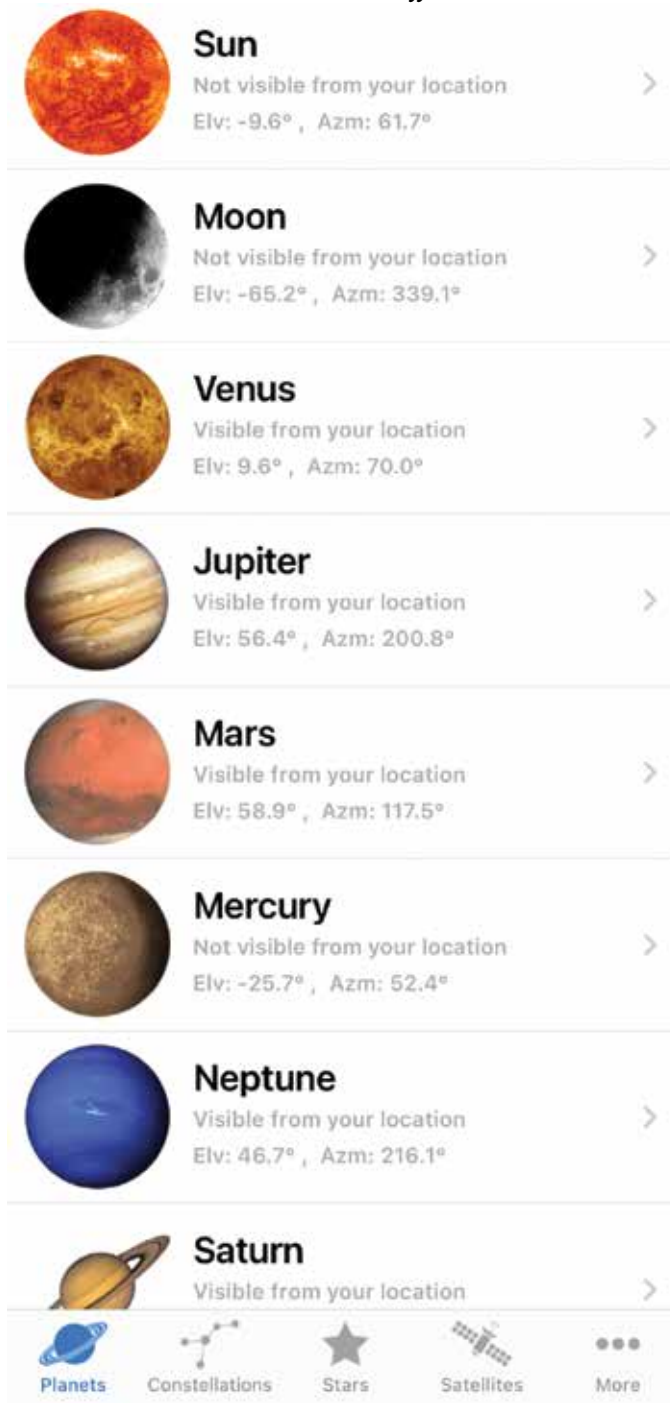 Sun
Not visible from your location
Elv: -9.6° , Azm: 61.7°
Moon
Not visible from your location
Elv: -65.2° , Azm: 339.1°
Venus
Visible from your location
Elv: 9.6° , Azm: 70.0°
Jupiter
Visible from your location
Elv: 56.4° , Azm: 200.8°
Mars
Visible from your location
Elv: 58.9° , Azm: 117.5°
Mercury
Not visible from your location
Elv: -25.7° , Azm: 52.4°
Neptune
Visible from your location
Elv: 46.7° , Azm: 216.1°
Saturn
Visible from your location
Planets Constellations Stars Satellites More